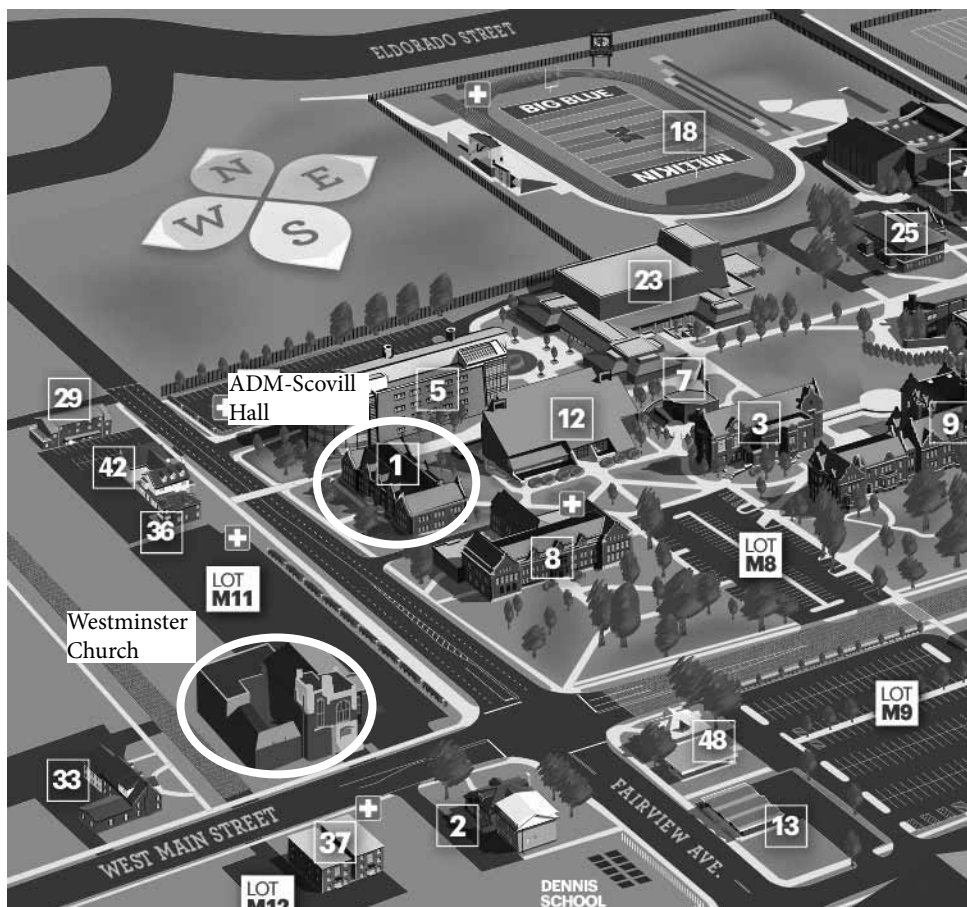 ELDORADO STREET
BIG BLUE
18
MILLIKIN
N
E
W
S
25
23
29
ADM-Scovill
Hall
5
7
12
3
9
42
1
36
8
LOT
M8
LOT
M11
Westminster
Church
LOT
M9
48
33
WEST MAIN STREET
37
2
FAIRVIEW AVE.
13
LOT
M12
DENNIS
SCHOOL